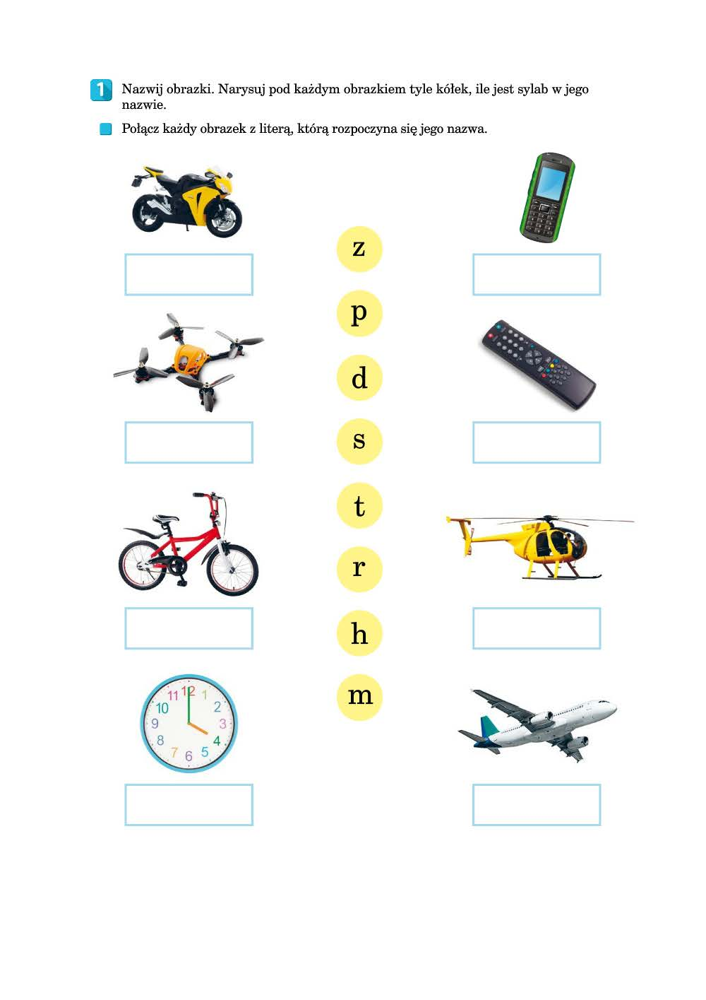 1 Nazwij obrazki. Narysuj pod każdym obrazkiem tyle kółek, ile jest sylab w jego
nazwie.
Połącz każdy obrazek z literą, którą rozpoczyna się jego nazwa.
z
p
d
s
t
r
h
m
12
11 1
10 2
9 3
8 4
7 5
6